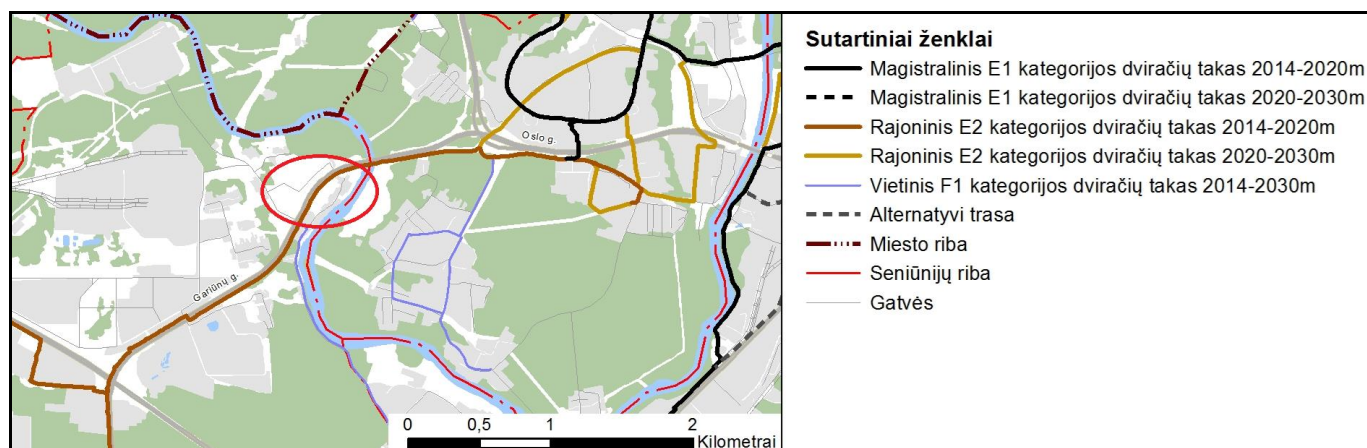 Oslo g.
Gariūnų g.
0 0,5 1 2
Kilometrai
Sutartiniai ženklai
Magistralinis E1 kategorijos dviračių takas 2014-2020m
Magistralinis E1 kategorijos dviračių takas 2020-2030m
Rajoninis E2 kategorijos dviračių takas 2014-2020m
Rajoninis E2 kategorijos dviračių takas 2020-2030m
Vietinis F1 kategorijos dviračių takas 2014-2030m
Alternatyvi trasa
Miesto riba
Seniūnijų riba
Gatvės